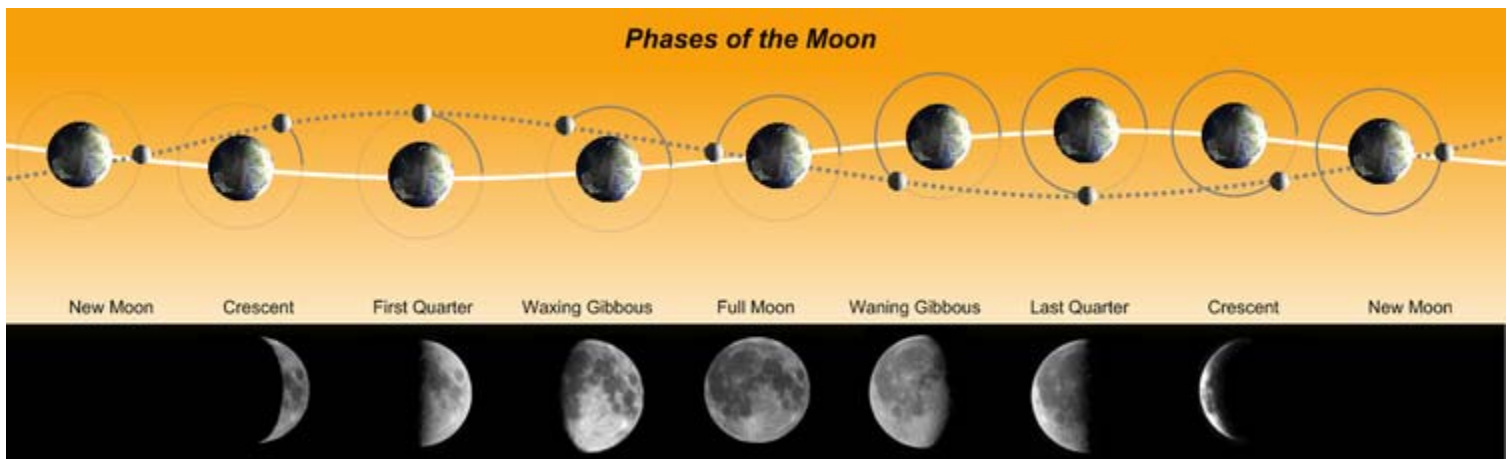 Phases of the Moon
New Moon
Crescent
First Quarter
Waxing Gibbous
Full Moon
Waning Gibbous
Last Quarter
Crescent
New Moon